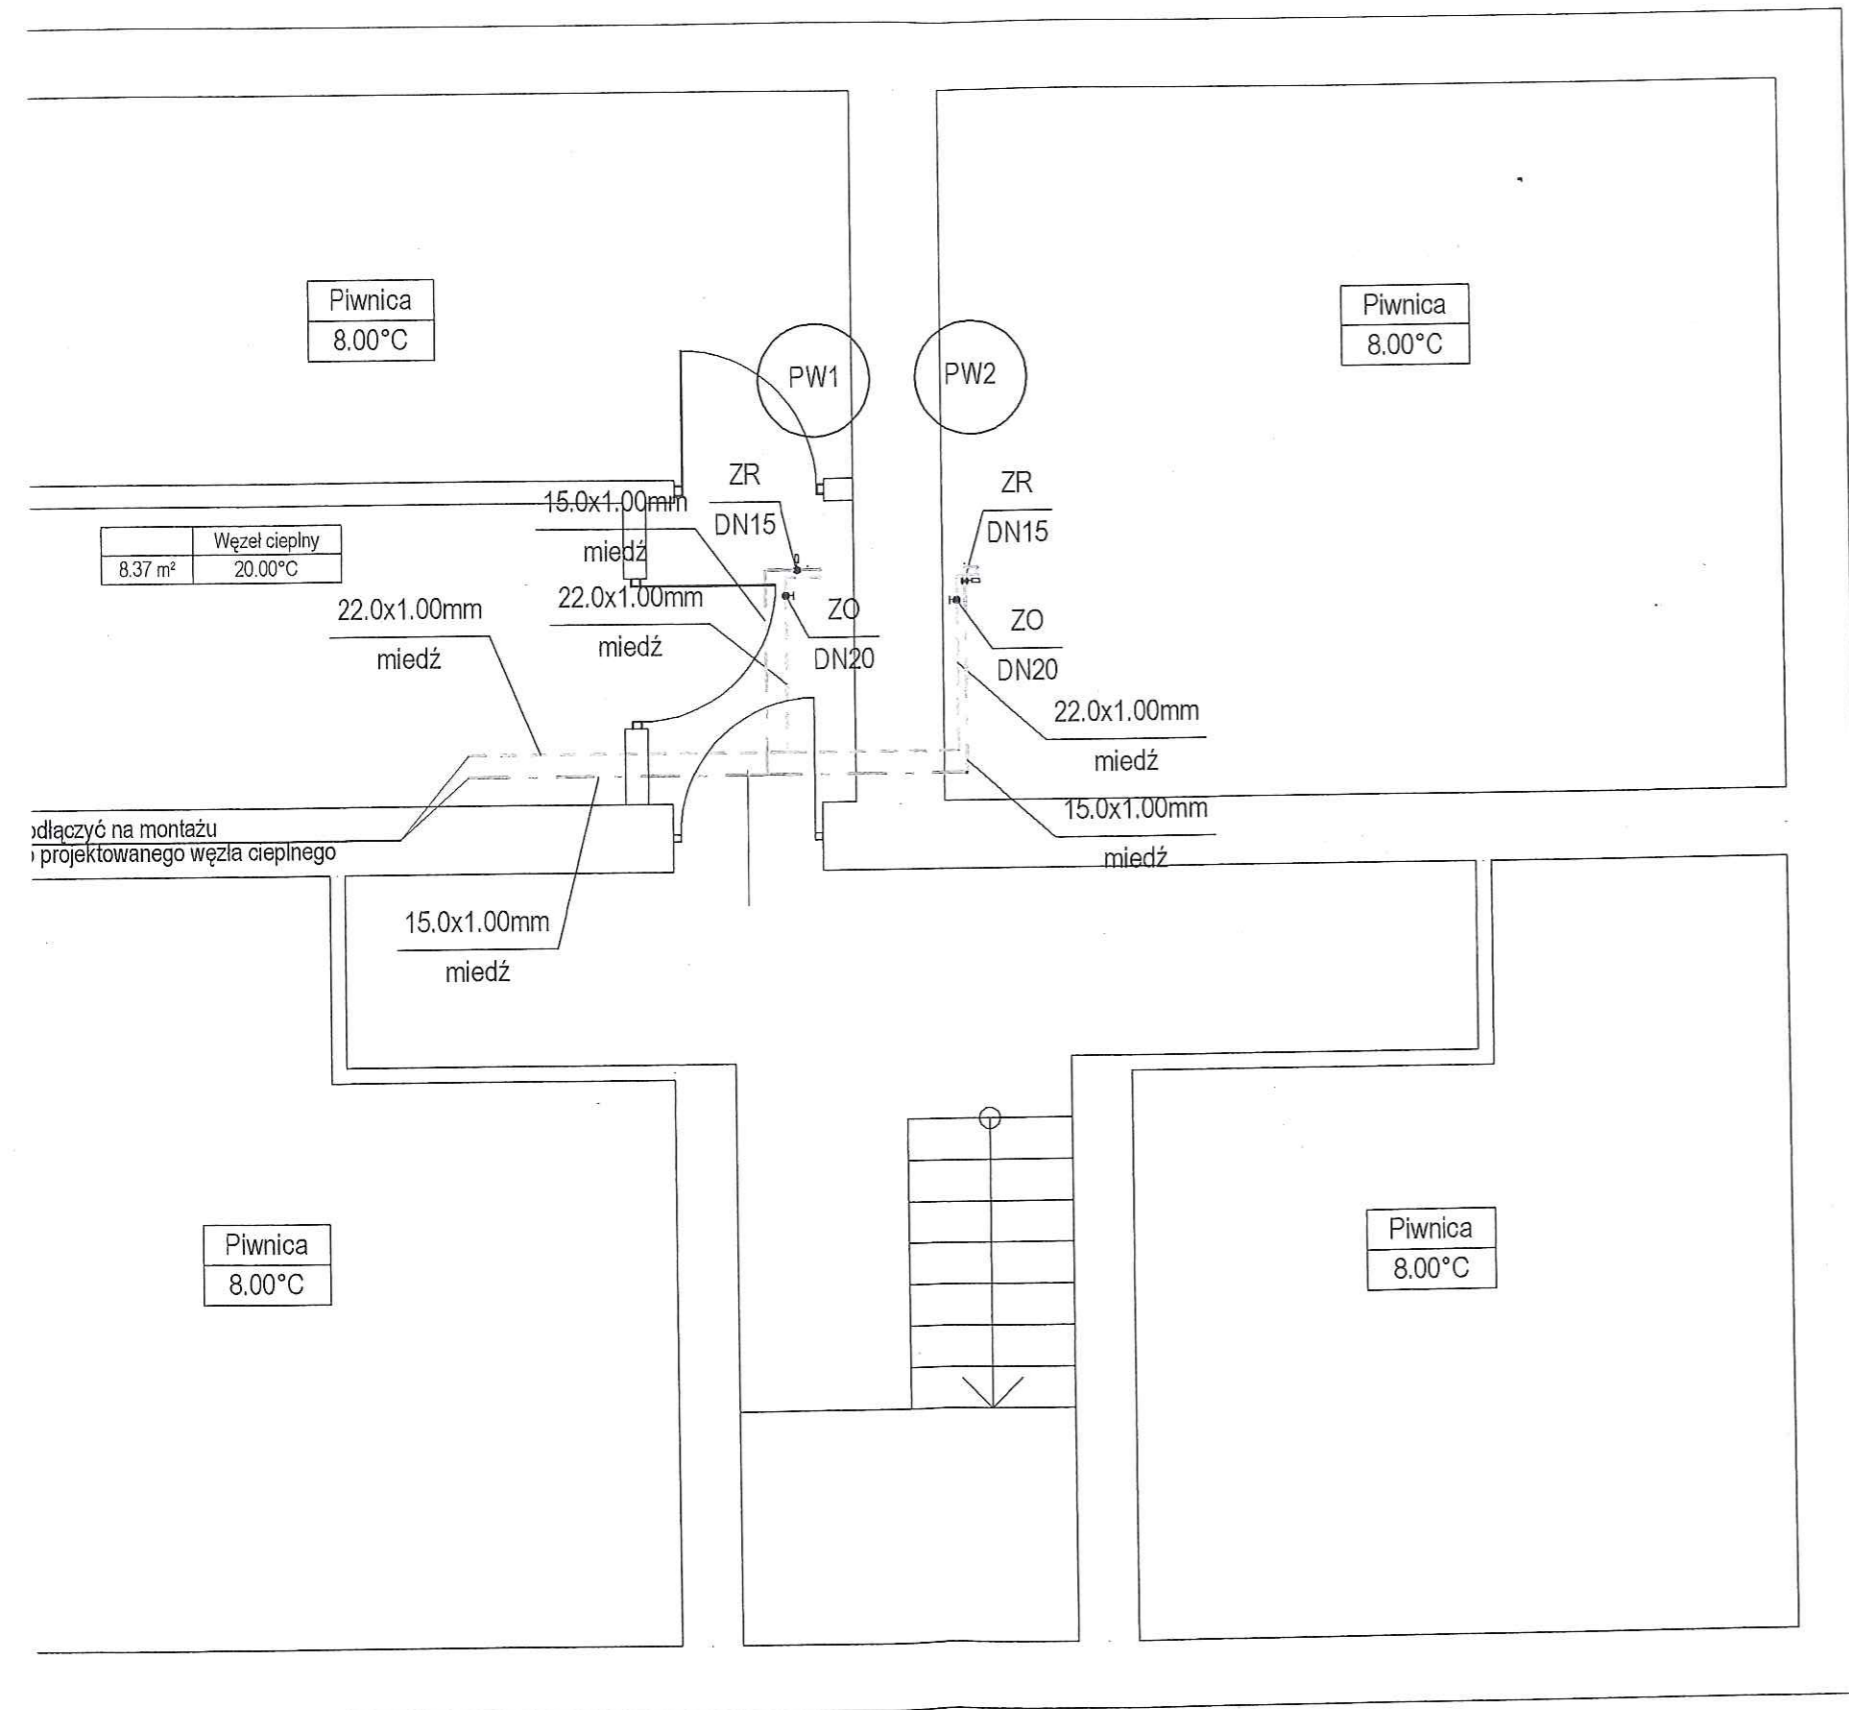 Piwnica
8.00°C
Piwnica
8.00°C
PW1
PW2
ZR
DN15
ZR
DN15
15.0x1.00mm
miedź
Węzeł cieplny
8.37 m²
20.00°C
22.0x1.00mm
miedź
22.0x1.00mm
miedź
ZO
DN20
ZO
DN20
22.0x1.00mm
miedź
15.0x1.00mm
miedź
na montażu
projektowanego węzła cieplnego
15.0x1.00mm
miedź
Piwnica
8.00°C
Piwnica
8.00°C